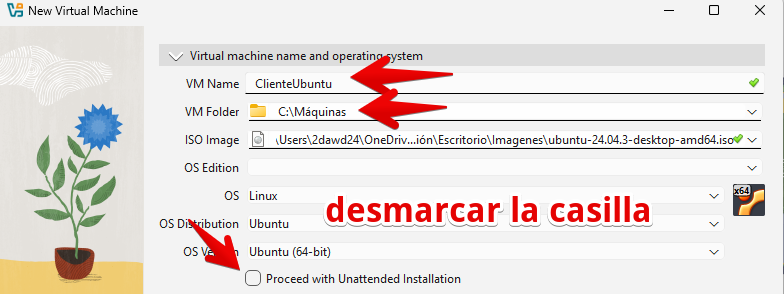 New Virtual Machine
Virtual machine name and operating system
VM Name ClienteUbuntu
VM Folder C:\Máquinas
ISO Image \Users\2dawd24\OneDriv...ión\Escritorio\Imagenes\ubuntu-24.04.3-desktop-amd64.iso
OS Edition
OS Linux
x64
desmarcar la casilla
OS Distribution Ubuntu
OS Version Ubuntu (64-bit)
Proceed with Unattended Installation